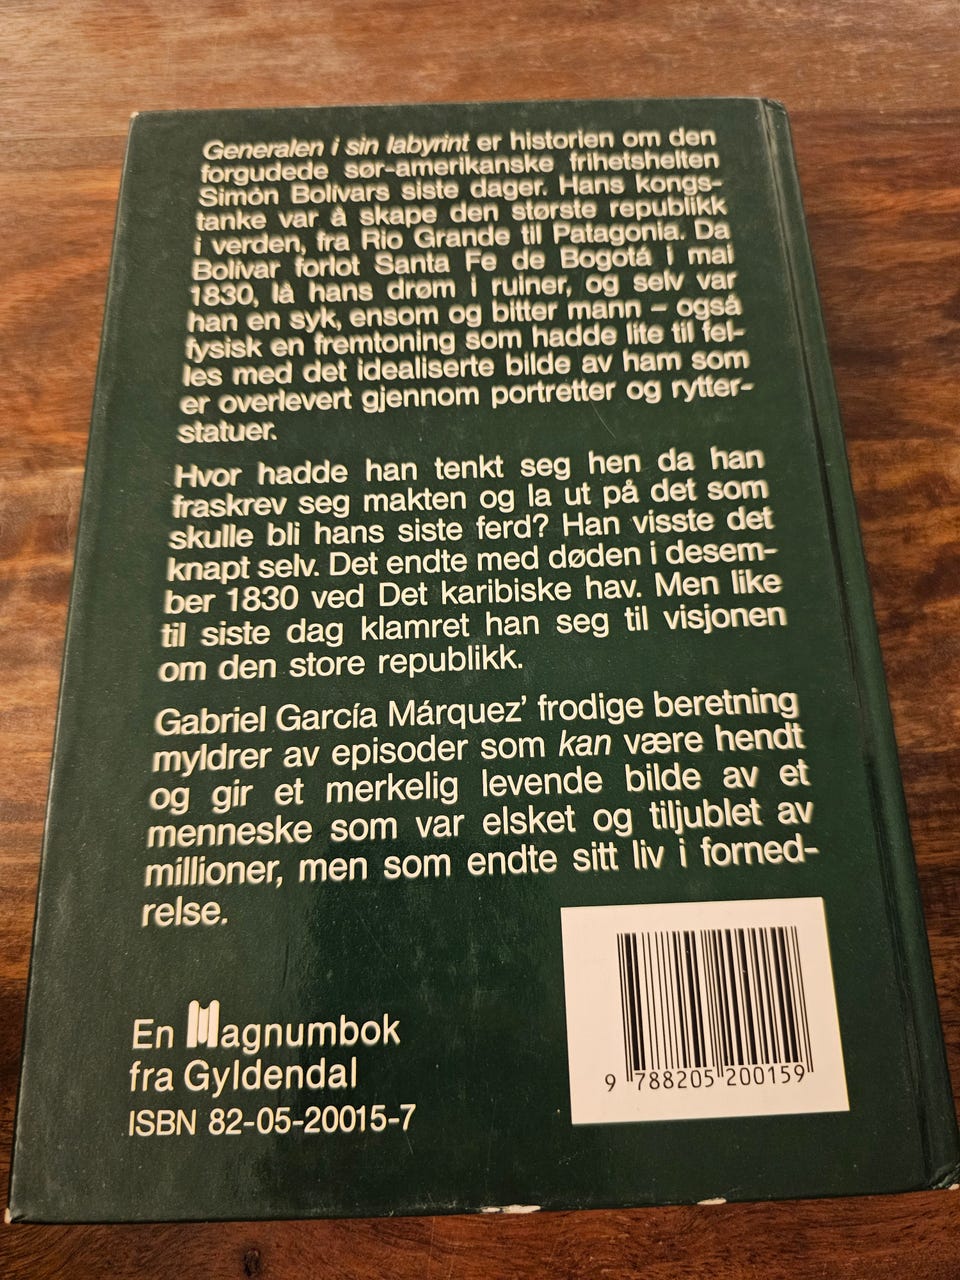 Generalen i sin labyrint er historien om den
forgudede sør-amerikanske frihetshelten
Simón Bolívars siste dager. Hans kongs-
tanke var å skape den største republikk
i verden, fra Rio Grande til Patagonia. Da
Bolívar forlot Santa Fe de Bogotá i mai
1830, lå hans drøm i ruiner, og selv var
han en syk, ensom og bitter mann – også
fysisk en fremtoning som hadde lite til fel-
les med det idealiserte bilde av ham som
er overlevert gjennom portretter og rytter-
statuer.
Hvor hadde han tenkt seg hen da han
fraskrev seg makten og la ut på det som
skulle bli hans siste ferd? Han visste det
knapt selv. Det endte med døden i desem-
ber 1830 ved Det karibiske hav. Men like
til siste dag klamret han seg til visjonen
om den store republikk.
Gabriel García Márquez' frodige beretning
myldrer av episoder som kan være hendt
og gir et merkelig levende bilde av et
menneske som var elsket og tiljublet av
millioner, men som endte sitt liv i forned-
relse.
En Magnumbok
fra Gyldendal
ISBN 82-05-20015-7
9 788205 200159